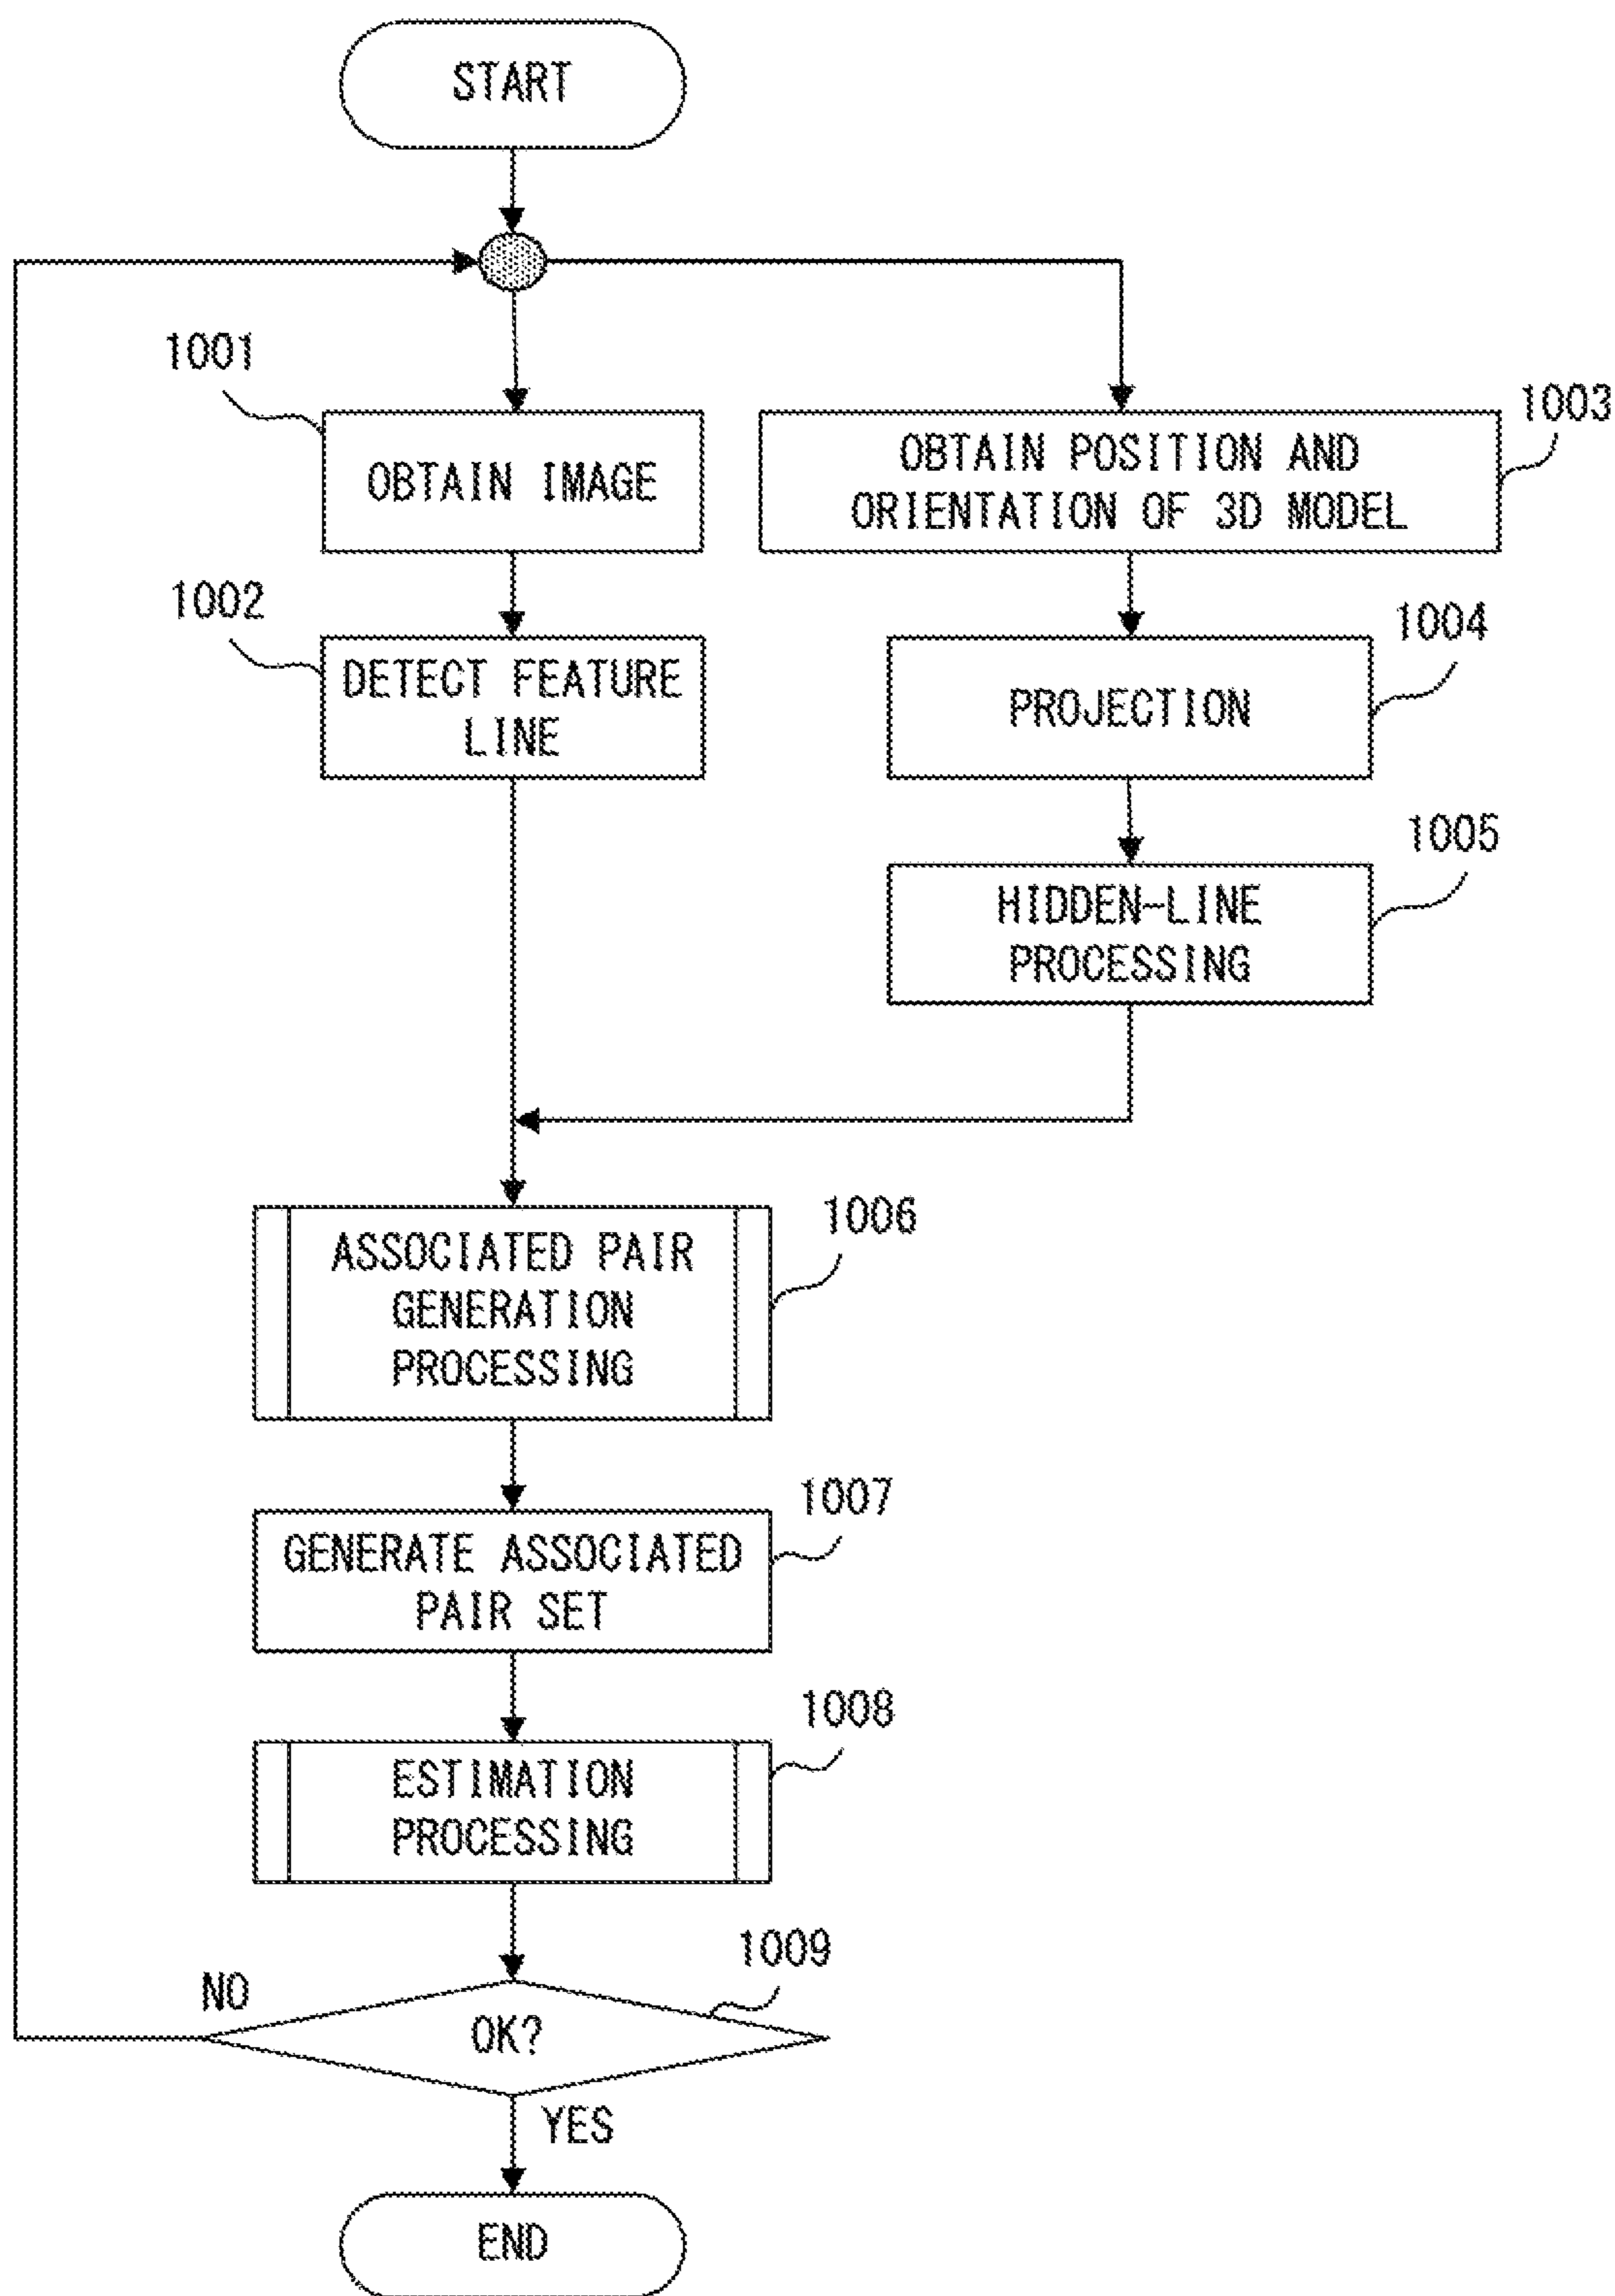 START
1001
OBTAIN IMAGE
1003
OBTAIN POSITION AND
ORIENTATION OF 3D MODEL
1002
DETECT FEATURE
LINE
1004
PROJECTION
1005
HIDDEN-LINE
PROCESSING
1006
ASSOCIATED PAIR
GENERATION
PROCESSING
1007
GENERATE ASSOCIATED
PAIR SET
1008
ESTIMATION
PROCESSING
1009
NO
OK?
YES
END